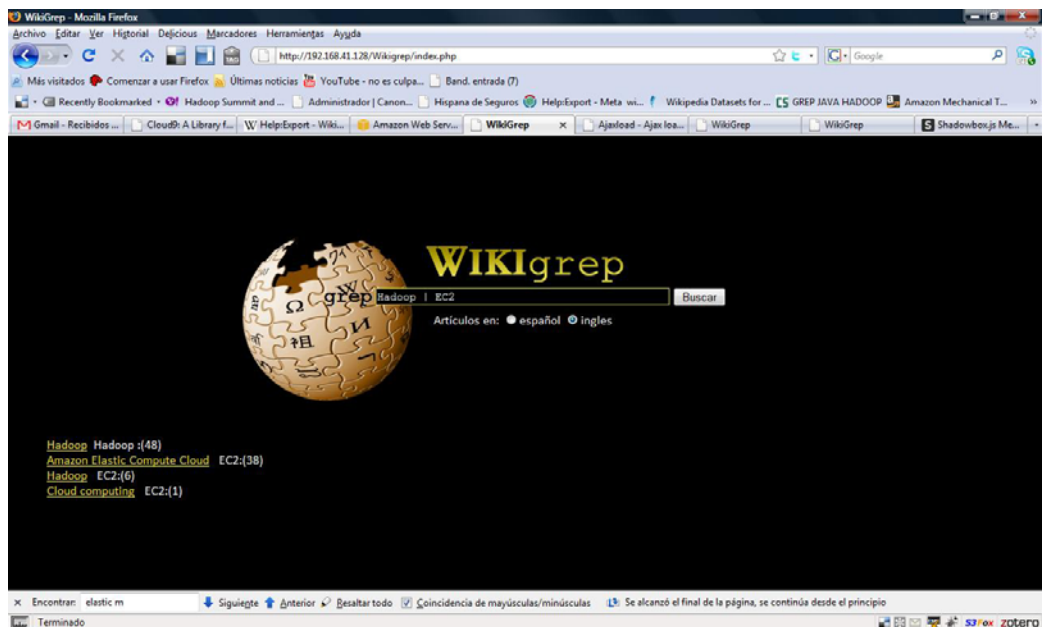 WikiGrep - Mozilla Firefox
Archivo Editar Ver Historial Delicious Marcadores Herramientas Ayuda
http://192.168.41.128/Wikigrep/index.php
Google
Más visitados Comenzar a usar Firefox Últimas noticias YouTube - no es culpa... Band. entrada (7)
Recently Bookmarked Hadoop Summit and ... Administrador | Canon... Hispana de Seguros Help:Export - Meta wi... Wikipedia Datasets for ... CS GREP JAVA HADOOP Amazon Mechanical T... »
Gmail - Recibidos ... Cloud9: A Library f... W Help:Export - Wiki... Amazon Web Serv... WikiGrep × Ajaxload - Ajax loa... WikiGrep WikiGrep S Shadowbox.js Me...
WIKIgrep
grep Hadoop | EC2 Buscar
Artículos en: español ingles
Ω W И 祖
Hadoop Hadoop :(48)
Amazon Elastic Compute Cloud EC2:(38)
Hadoop EC2:(6)
Cloud computing EC2:(1)
× Encontrar: elastic m Siguiente Anterior Resaltar todo Coincidencia de mayúsculas/minúsculas Se alcanzó el final de la página, se continúa desde el principio
Terminado S3Fox zotero